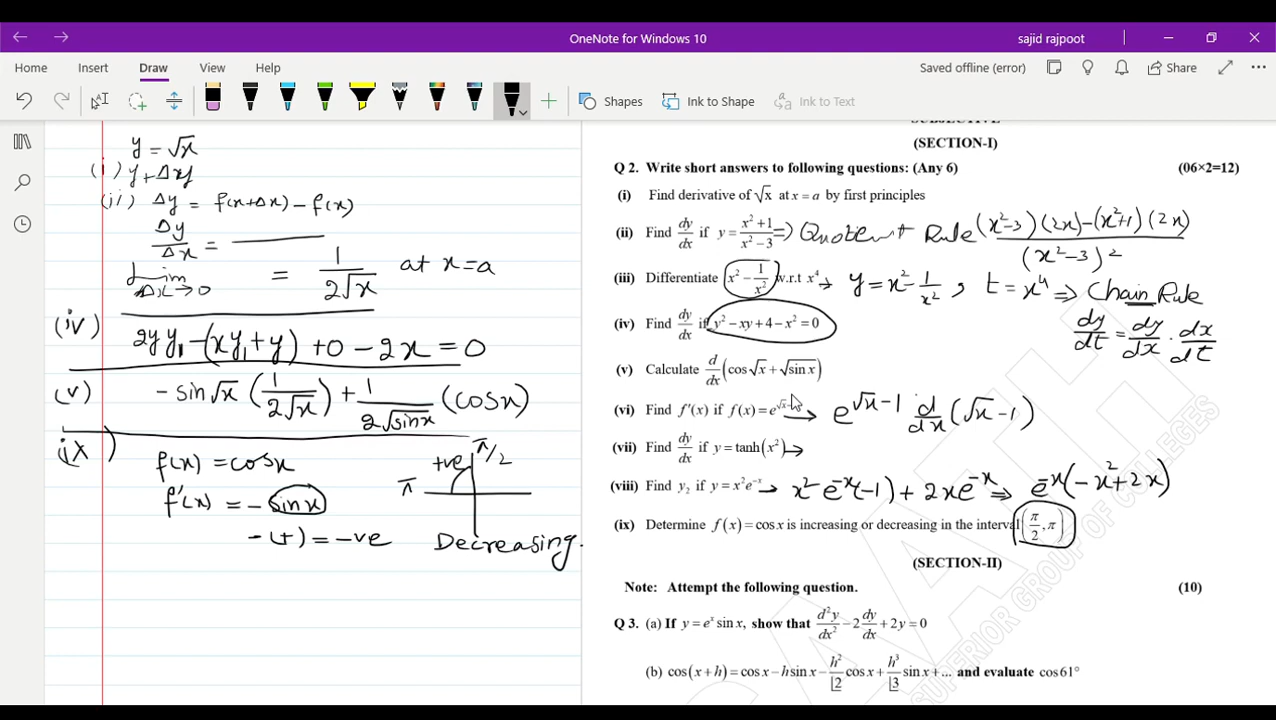 OneNote for Windows 10
sajid rajpoot
Home Insert Draw View Help
Saved offline (error)
Share
Shapes
Ink to Shape
Ink to Text
y = √x
(i) y + Δy
(ii) Δy = f(x+Δx) − f(x)
Δy/Δx =
Lim Δx→0 = 1/(2√x) at x=a
(iv) 2yy₁ − (xy₁ + y) + 0 − 2x = 0
(v) − sin√x (1/(2√x)) + 1/(2√sinx) (cosx)
(ix)
f(x) = cosx
f'(x) = − sinx
−(+) = −ve
+ve π/2
π
Decreasing.
SUBJECTIVE
(SECTION-I)
Q 2. Write short answers to following questions: (Any 6) (06×2=12)
(i) Find derivative of √x at x = a by first principles
(ii) Find dy/dx if y = (x²+1)/(x²−3) ⇒ Quotent Rule ((x²−3)(2x)−(x²+1)(2x))/(x²−3)²
(iii) Differentiate x² − 1/x² w.r.t x⁴ → y = x² − 1/x² , t = x⁴ ⇒ Chain Rule
dy/dt = dy/dx · dx/dt
(iv) Find dy/dx if y² − xy + 4 − x² = 0
(v) Calculate d/dx (cos √x + √sin x)
(vi) Find f′(x) if f(x) = e^(√x-1) → e^(√x−1) d/dx (√x −1)
(vii) Find dy/dx if y = tanh(x²) →
(viii) Find y₂ if y = x²e⁻ˣ → x² e⁻ˣ(−1) + 2xe⁻ˣ ⇒ e⁻ˣ(−x²+2x)
(ix) Determine f(x) = cos x is increasing or decreasing in the interval (π/2, π)
(SECTION-II)
Note: Attempt the following question. (10)
Q 3. (a) If y = eˣ sin x, show that d²y/dx² − 2 dy/dx + 2y = 0
(b) cos(x+h) = cos x − h sin x − h²/⌊2 cos x + h³/⌊3 sin x + ... and evaluate cos 61°
SUPERIOR GROUP OF COLLEGES